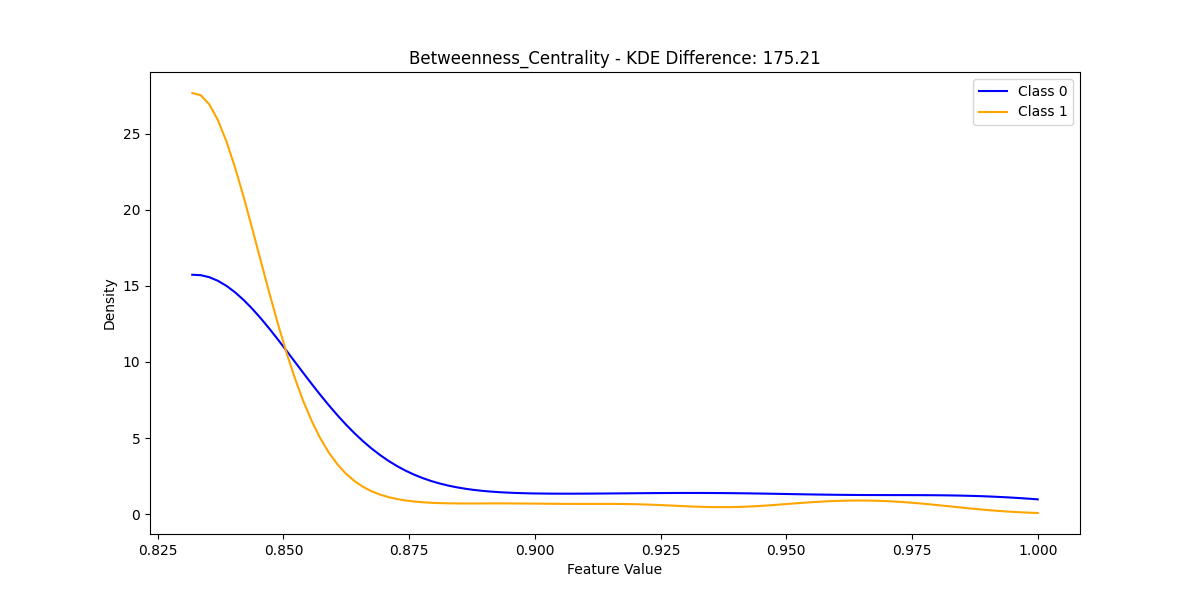 Betweenness_Centrality - KDE Difference: 175.21
Class 0
Class 1
Density
25
20
15
10
5
0
0.825 0.850 0.875 0.900 0.925 0.950 0.975 1.000
Feature Value